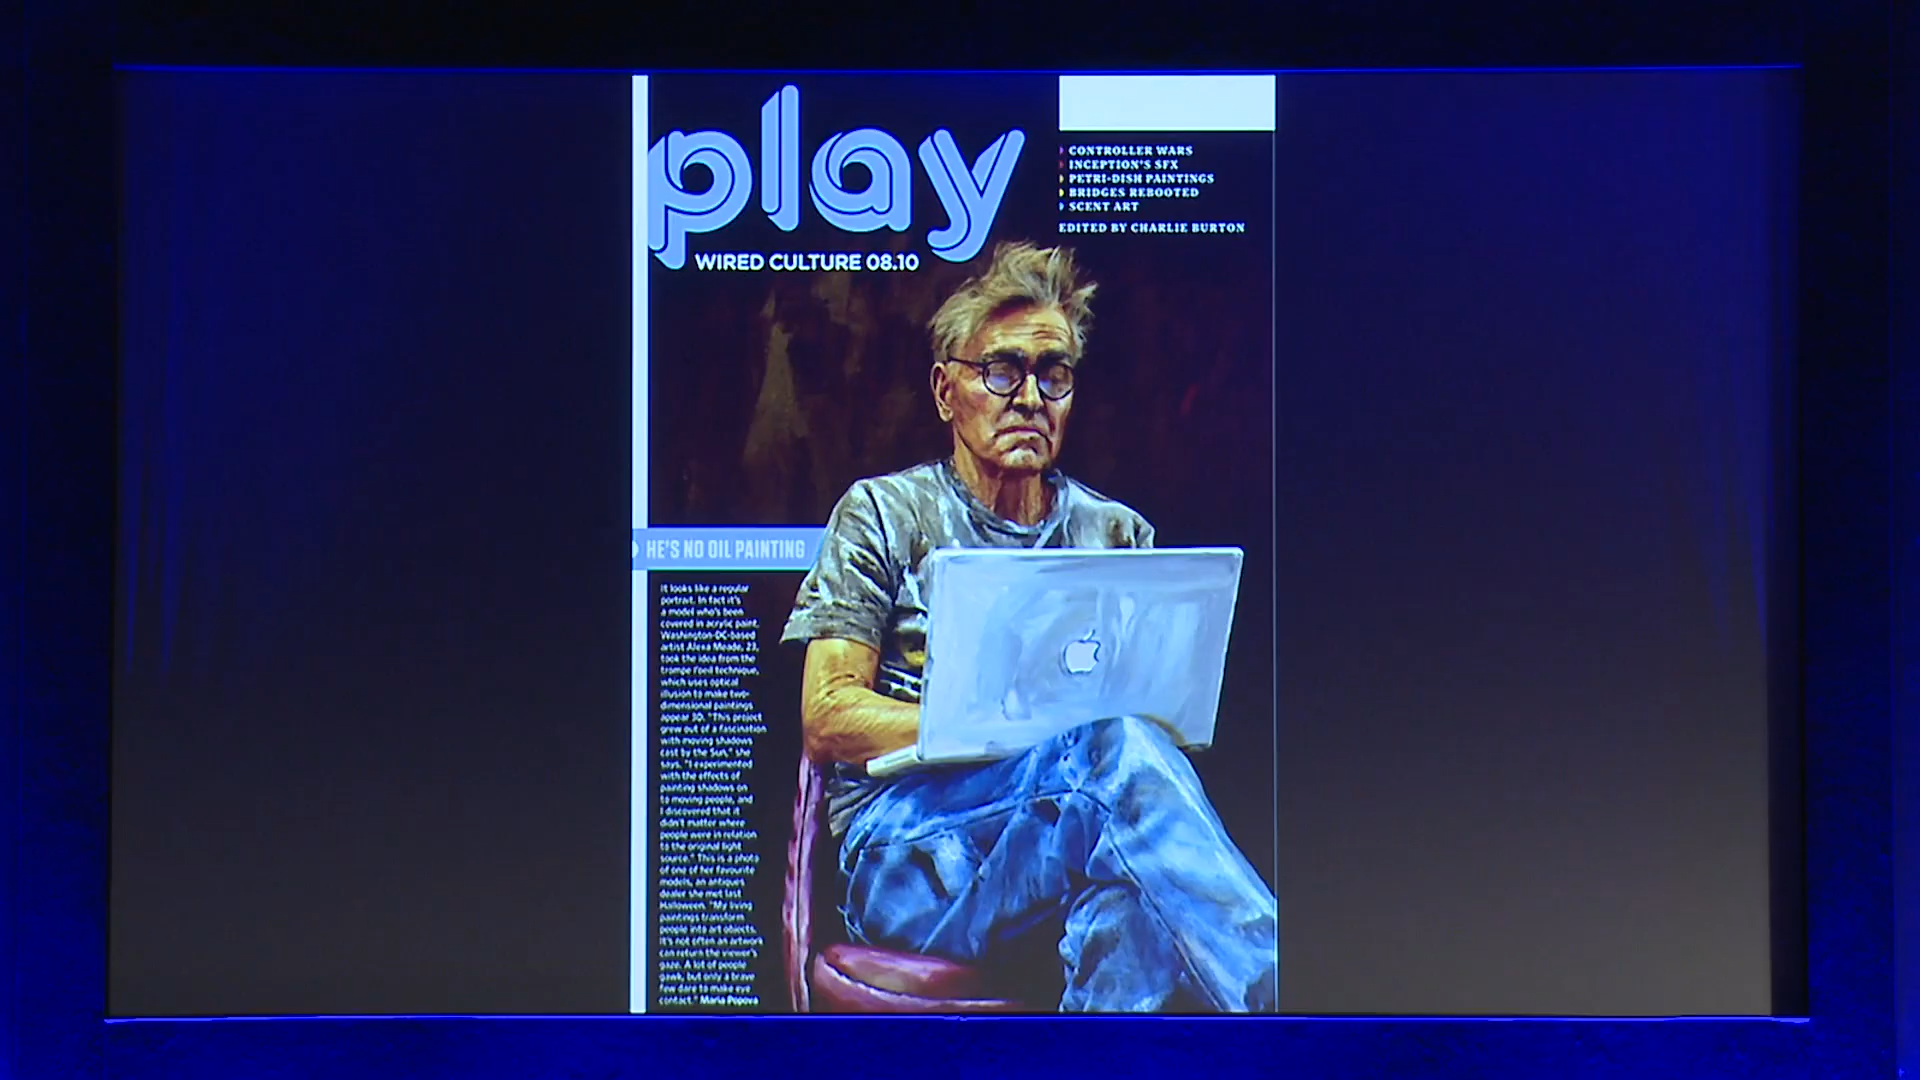 play
WIRED CULTURE 08.10
CONTROLLER WARS
INCEPTION'S SFX
PETRI-DISH PAINTINGS
BRIDGES REBOOTED
SCENT ART
EDITED BY CHARLIE BURTON
HE'S NO OIL PAINTING
It looks like a regular
portrait. In fact it's
a model who's been
covered in acrylic paint.
Washington-DC-based
artist Alexa Meade, 23,
took the idea from the
trompe l'oeil technique,
which uses optical
illusion to make two-
dimensional paintings
appear 3D. "This project
grew out of a fascination
with moving shadows
cast by the Sun," she
says. "I experimented
with the effects of
painting shadows on
to moving people, and
I discovered that it
didn't matter where
people were in relation
to the original light
source." This is a photo
of one of her favourite
models, an antiques
dealer she met last
Halloween. "My living
paintings transform
people into art objects.
It's not often an artwork
can return the viewer's
gaze. A lot of people
gawk, but only a brave
few dare to make eye
contact." Maria Popova